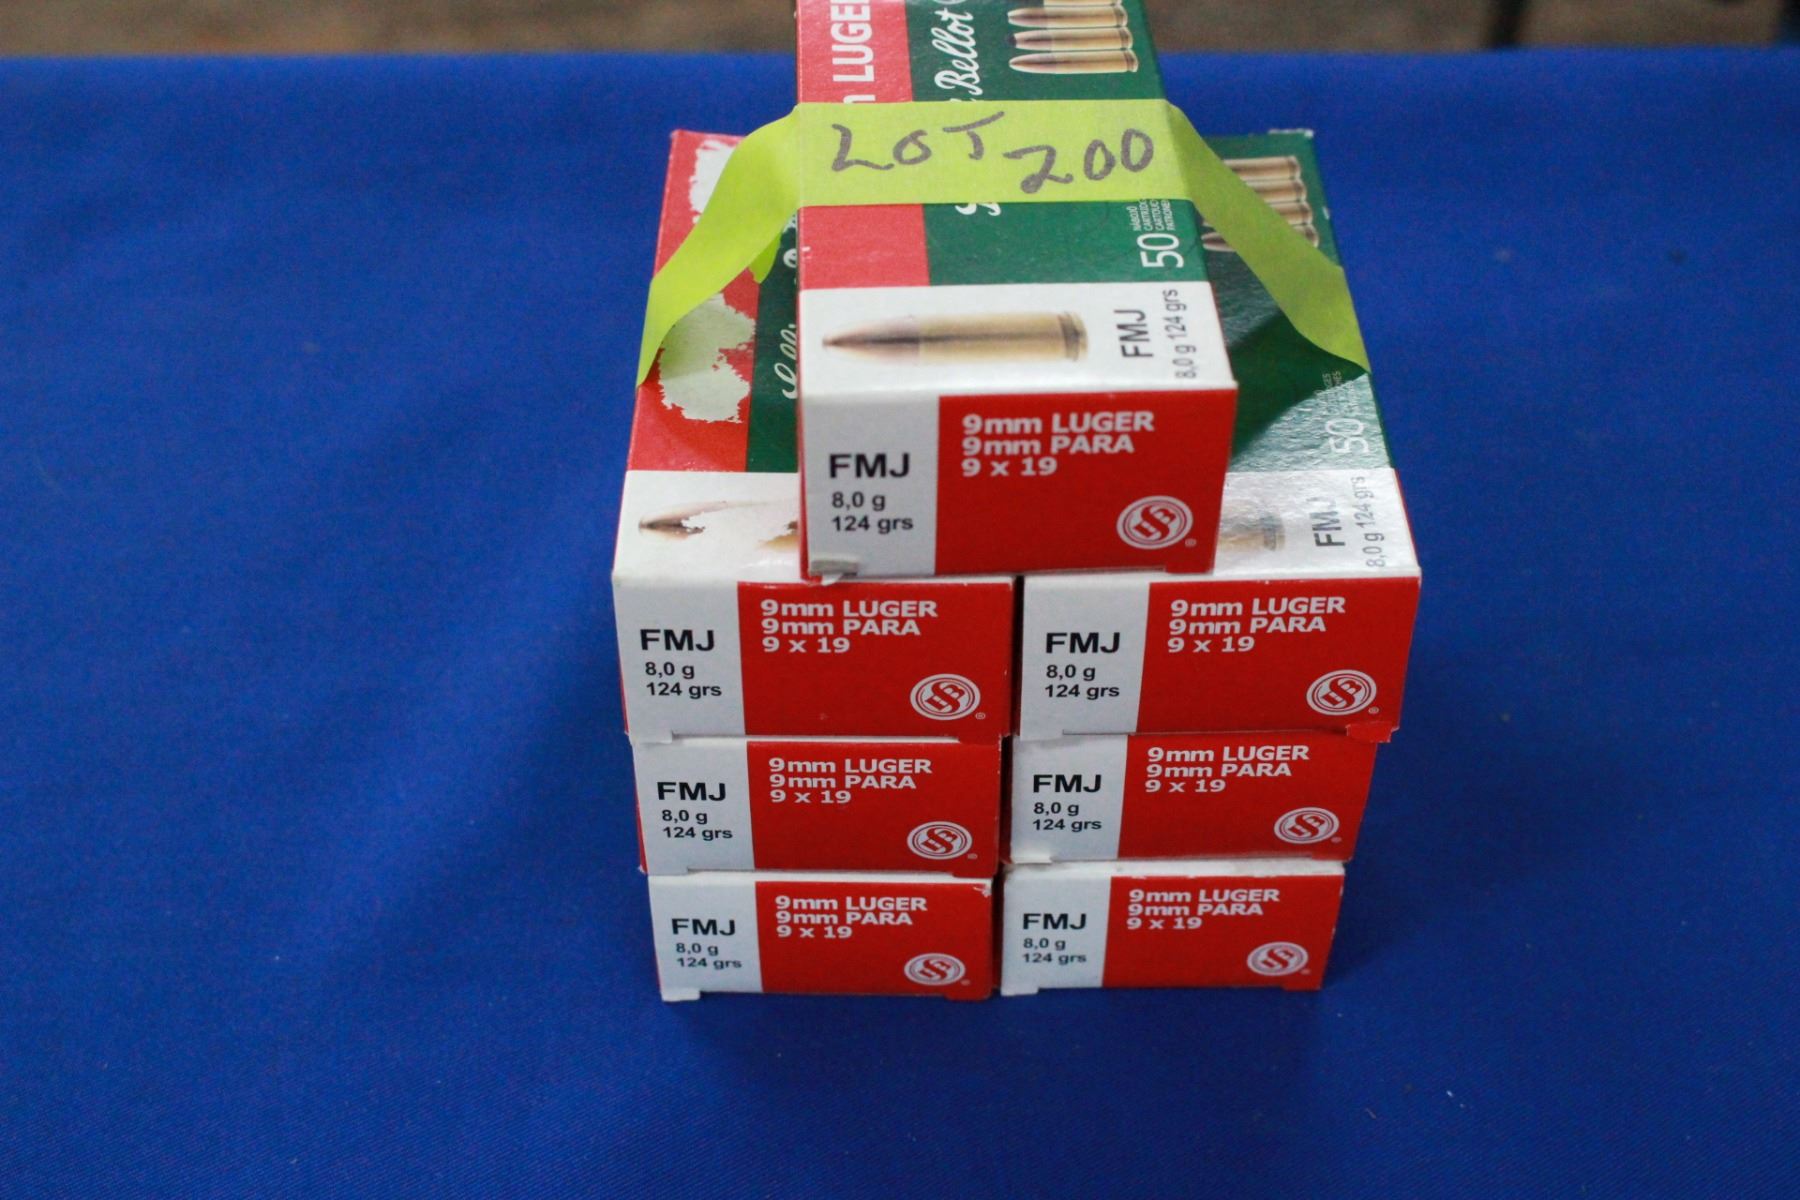 LUGER
Bellot
LOT 200
50
FMJ
8,0 g 124 grs
FMJ
8,0 g
124 grs
9mm LUGER
9mm PARA
9 x 19
50
FMJ
8,0 g 124 grs
FMJ
8,0 g
124 grs
9mm LUGER
9mm PARA
9 x 19
FMJ
8,0 g
124 grs
9mm LUGER
9mm PARA
9 x 19
FMJ
8,0 g
124 grs
9mm LUGER
9mm PARA
9 x 19
FMJ
8,0 g
124 grs
9mm LUGER
9mm PARA
9 x 19
FMJ
8,0 g
124 grs
9mm LUGER
9mm PARA
9 x 19
FMJ
8,0 g
124 grs
9mm LUGER
9mm PARA
9 x 19